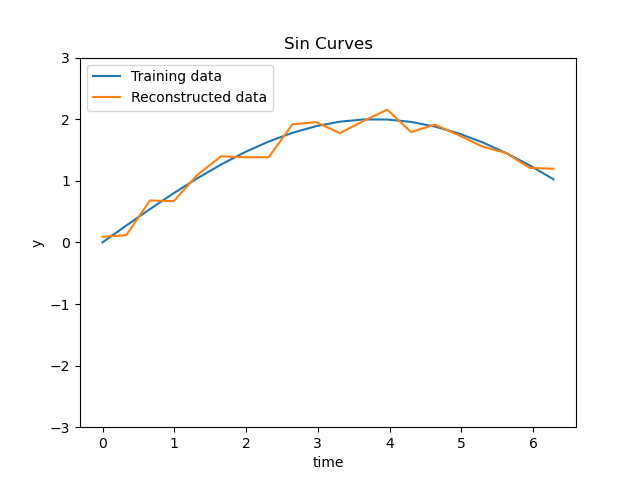 Sin Curves
Training data
Reconstructed data
3
2
1
0
−1
−2
−3
y
0 1 2 3 4 5 6
time